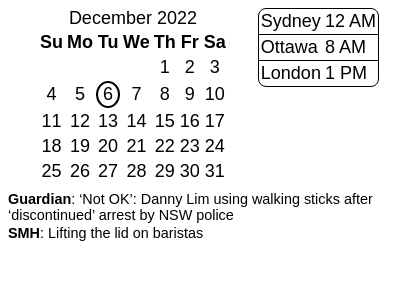 December 2022
Su Mo Tu We Th Fr Sa
1 2 3
4 5 6 7 8 9 10
11 12 13 14 15 16 17
18 19 20 21 22 23 24
25 26 27 28 29 30 31
Sydney 12 AM
Ottawa 8 AM
London 1 PM
Guardian: ‘Not OK’: Danny Lim using walking sticks after
‘discontinued’ arrest by NSW police
SMH: Lifting the lid on baristas